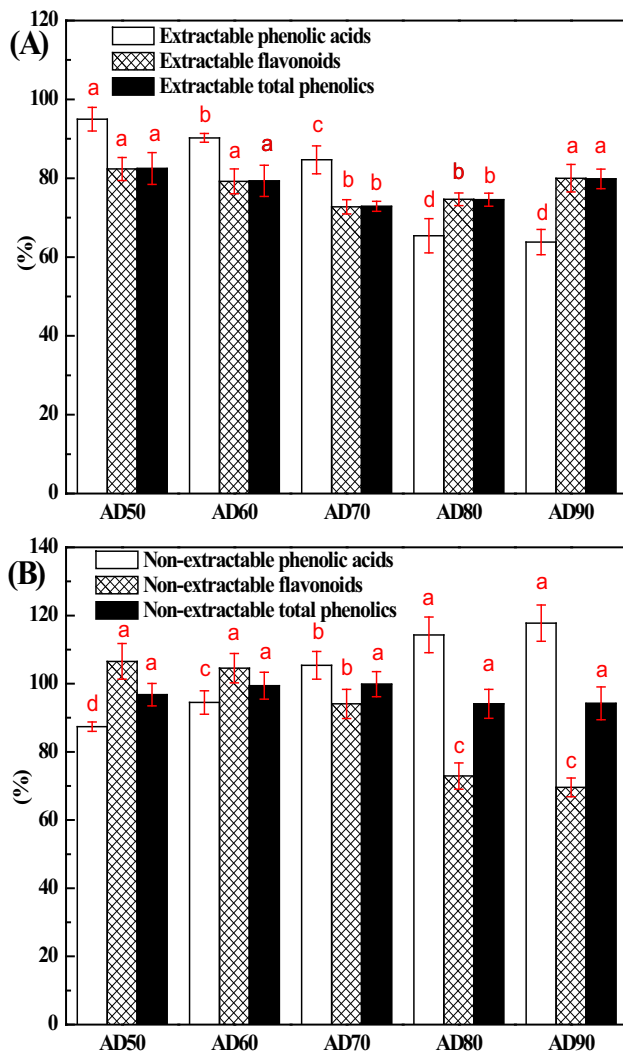 (A)
Extractable phenolic acids
Extractable flavonoids
Extractable total phenolics
120
100
80
60
40
20
0
(%)
a a a
b a a
c b b
d b b
d a a
AD50 AD60 AD70 AD80 AD90
(B)
Non-extractable phenolic acids
Non-extractable flavonoids
Non-extractable total phenolics
140
120
100
80
60
40
20
0
(%)
d a a
c a a
b b a
a c a
a c a
AD50 AD60 AD70 AD80 AD90